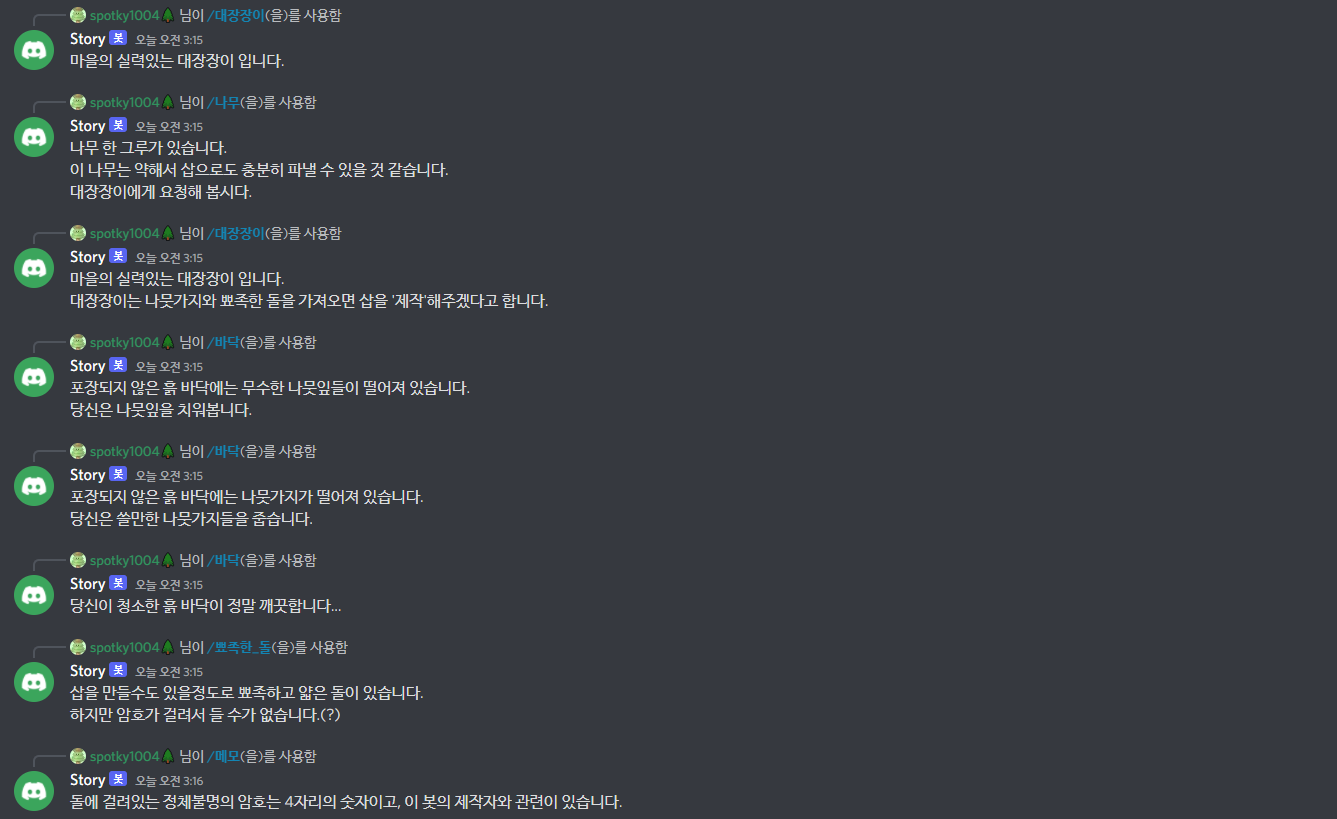 spotky1004🌲 님이 /대장장이(을)를 사용함
Story 봇 오늘 오전 3:15
마을의 실력있는 대장장이 입니다.
spotky1004🌲 님이 /나무(을)를 사용함
Story 봇 오늘 오전 3:15
나무 한 그루가 있습니다.
이 나무는 약해서 삽으로도 충분히 파낼 수 있을 것 같습니다.
대장장이에게 요청해 봅시다.
spotky1004🌲 님이 /대장장이(을)를 사용함
Story 봇 오늘 오전 3:15
마을의 실력있는 대장장이 입니다.
대장장이는 나뭇가지와 뾰족한 돌을 가져오면 삽을 '제작'해주겠다고 합니다.
spotky1004🌲 님이 /바닥(을)를 사용함
Story 봇 오늘 오전 3:15
포장되지 않은 흙 바닥에는 무수한 나뭇잎들이 떨어져 있습니다.
당신은 나뭇잎을 치워봅니다.
spotky1004🌲 님이 /바닥(을)를 사용함
Story 봇 오늘 오전 3:15
포장되지 않은 흙 바닥에는 나뭇가지가 떨어져 있습니다.
당신은 쓸만한 나뭇가지들을 줍습니다.
spotky1004🌲 님이 /바닥(을)를 사용함
Story 봇 오늘 오전 3:15
당신이 청소한 흙 바닥이 정말 깨끗합니다...
spotky1004🌲 님이 /뾰족한_돌(을)를 사용함
Story 봇 오늘 오전 3:15
삽을 만들수도 있을정도로 뾰족하고 얇은 돌이 있습니다.
하지만 암호가 걸려서 들 수가 없습니다.(?)
spotky1004🌲 님이 /메모(을)를 사용함
Story 봇 오늘 오전 3:16
돌에 걸려있는 정체불명의 암호는 4자리의 숫자이고, 이 봇의 제작자와 관련이 있습니다.